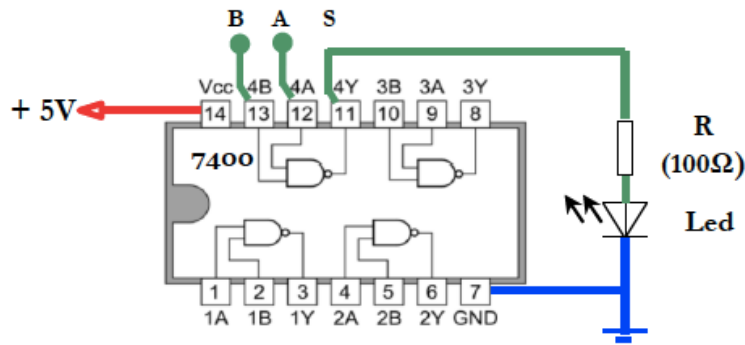 B A S
Vcc 4B 4A 4Y 3B 3A 3Y
+ 5V
14 13 12 11 10 9 8
R
(100Ω)
7400
Led
1 2 3 4 5 6 7
1A 1B 1Y 2A 2B 2Y GND